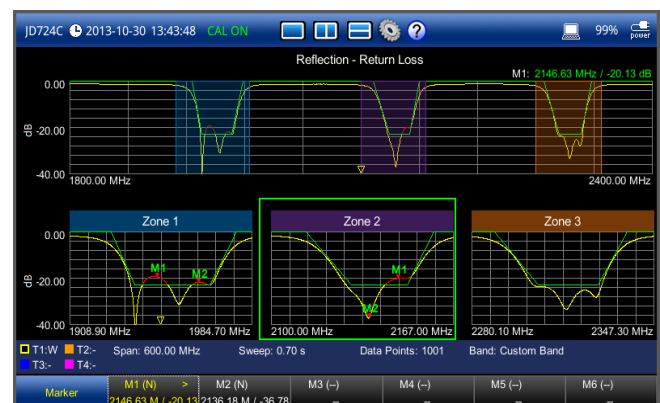 JD724C 2013-10-30 13:43:48 CAL ON 99% power
Reflection - Return Loss
M1: 2146.63 MHz / -20.13 dB
0.00
dB
-20.00
-40.00
1800.00 MHz 2400.00 MHz
Zone 1 Zone 2 Zone 3
0.00
M1 M2 M1
dB
-20.00
M2
-40.00
1908.90 MHz 1984.70 MHz 2100.00 MHz 2167.00 MHz 2280.10 MHz 2347.30 MHz
T1:W T2:- Span: 600.00 MHz Sweep: 0.70 s Data Points: 1001 Band: Custom Band
T3:- T4:-
Marker M1 (N) > M2 (N) M3 (--) M4 (--) M5 (--) M6 (--)
2146.63 M / -20.13 2136.18 M / -36.78 -- -- -- --